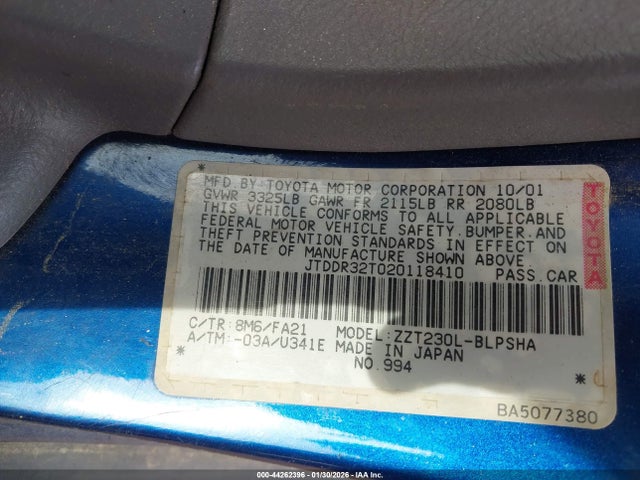 * MFD BY TOYOTA MOTOR CORPORATION 10/01
GVWR 3325LB GAWR FR 2115LB RR 2080LB
THIS VEHICLE CONFORMS TO ALL APPLICABLE
FEDERAL MOTOR VEHICLE SAFETY,BUMPER,AND
THEFT PREVENTION STANDARDS IN EFFECT ON
THE DATE OF MANUFACTURE SHOWN ABOVE.
JTDDR32T020118410 PASS.CAR
C/TR:8M6/FA21 MODEL:ZZT230L-BLPSHA
A/TM:-03A/U341E MADE IN JAPAN
NO.994 *
TOYOTA
BA5077380
000-44262396 - 01/30/2026 - IAA Inc.